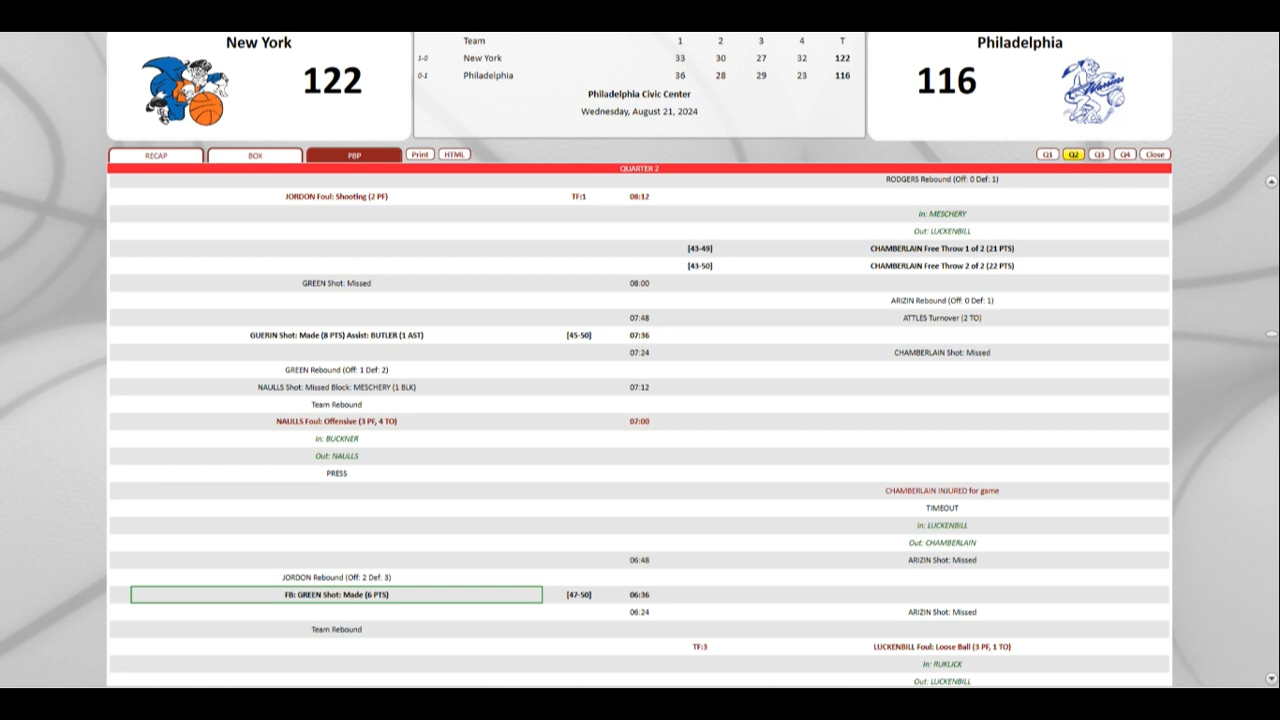 New York
122
Team 1 2 3 4 T
1-0 New York 33 30 27 32 122
0-1 Philadelphia 36 28 29 23 116
Philadelphia Civic Center
Wednesday, August 21, 2024
Philadelphia
116
Warriors
RECAP BOX PBP Print HTML Q1 Q2 Q3 Q4 Close
QUARTER 2
RODGERS Rebound (Off: 0 Def: 1)
JORDON Foul: Shooting (2 PF) TF:1 08:12
In: MESCHERY
Out: LUCKENBILL
[43-49] CHAMBERLAIN Free Throw 1 of 2 (21 PTS)
[43-50] CHAMBERLAIN Free Throw 2 of 2 (22 PTS)
GREEN Shot: Missed 08:00
ARIZIN Rebound (Off: 0 Def: 1)
07:48 ATTLES Turnover (2 TO)
GUERIN Shot: Made (8 PTS) Assist: BUTLER (1 AST) [45-50] 07:36
07:24 CHAMBERLAIN Shot: Missed
GREEN Rebound (Off: 1 Def: 2)
NAULLS Shot: Missed Block: MESCHERY (1 BLK) 07:12
Team Rebound
NAULLS Foul: Offensive (3 PF, 4 TO) 07:00
In: BUCKNER
Out: NAULLS
PRESS
CHAMBERLAIN INJURED for game
TIMEOUT
In: LUCKENBILL
Out: CHAMBERLAIN
06:48 ARIZIN Shot: Missed
JORDON Rebound (Off: 2 Def: 3)
FB: GREEN Shot: Made (6 PTS) [47-50] 06:36
06:24 ARIZIN Shot: Missed
Team Rebound
TF:3 LUCKENBILL Foul: Loose Ball (3 PF, 1 TO)
In: RUKLICK
Out: LUCKENBILL